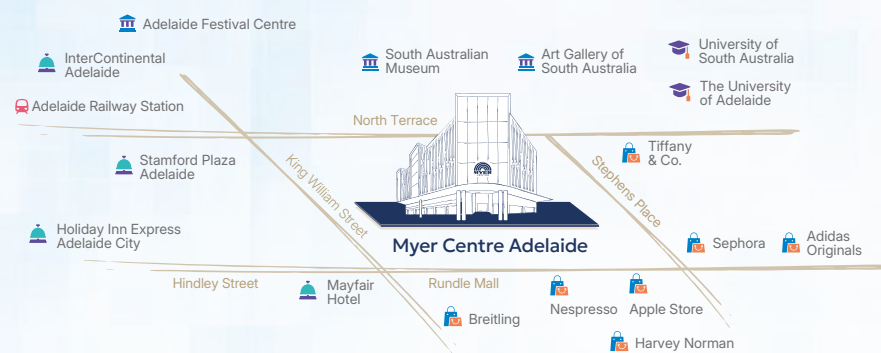 Adelaide Festival Centre
InterContinental
Adelaide
South Australian
Museum
Art Gallery of
South Australia
University of
South Australia
The University
of Adelaide
Adelaide Railway Station
North Terrace
Stamford Plaza
Adelaide
King William Street
MYER
Stephens Place
Tiffany
& Co.
Holiday Inn Express
Adelaide City
Myer Centre Adelaide
Sephora
Adidas
Originals
Hindley Street
Mayfair
Hotel
Rundle Mall
Breitling
Nespresso
Apple Store
Harvey Norman